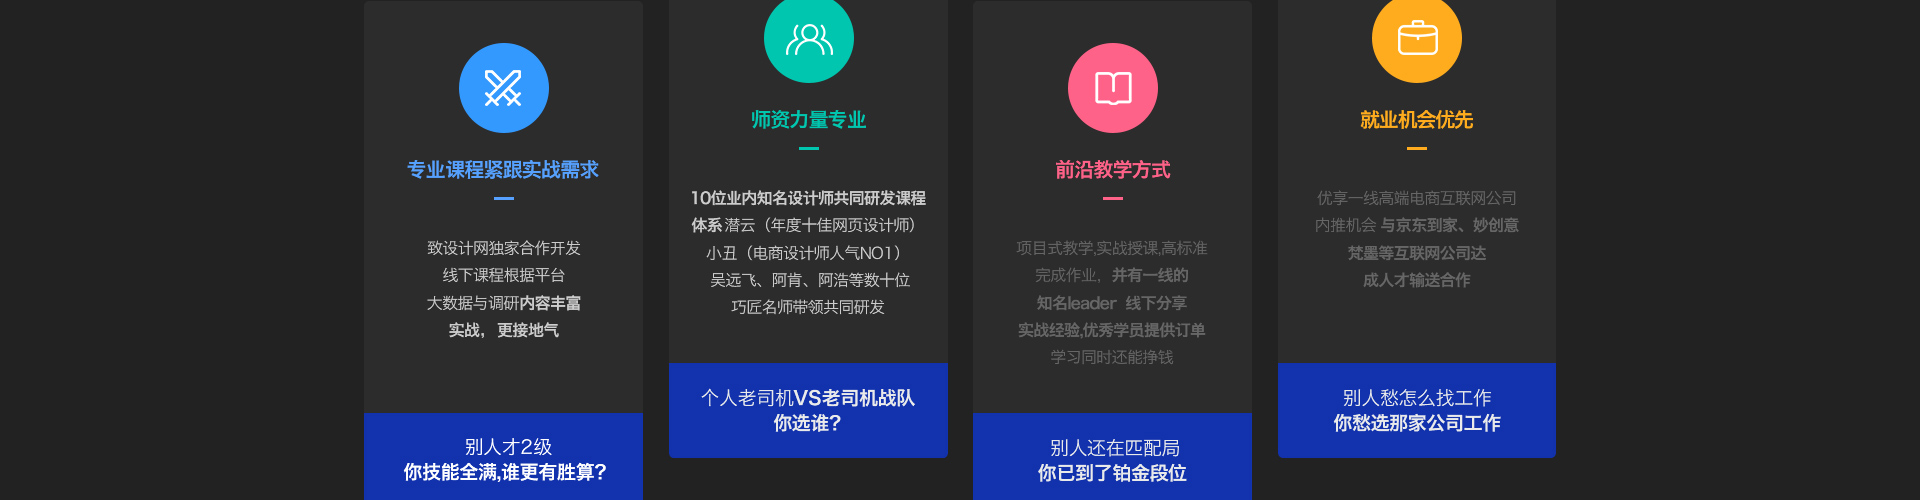 专业课程紧跟实战需求
致设计网独家合作开发
线下课程根据平台
大数据与调研内容丰富
实战，更接地气
别人才2级
你技能全满,谁更有胜算?
师资力量专业
10位业内知名设计师共同研发课程
体系 潜云（年度十佳网页设计师）
小丑（电商设计师人气NO1）
吴远飞、阿肯、阿浩等数十位
巧匠名师带领共同研发
个人老司机VS老司机战队
你选谁?
前沿教学方式
项目式教学,实战授课,高标准
完成作业，并有一线的
知名leader 线下分享
实战经验,优秀学员提供订单
学习同时还能挣钱
别人还在匹配局
你已到了铂金段位
就业机会优先
优享一线高端电商互联网公司
内推机会 与京东到家、妙创意
梵墨等互联网公司达
成人才输送合作
别人愁怎么找工作
你愁选那家公司工作